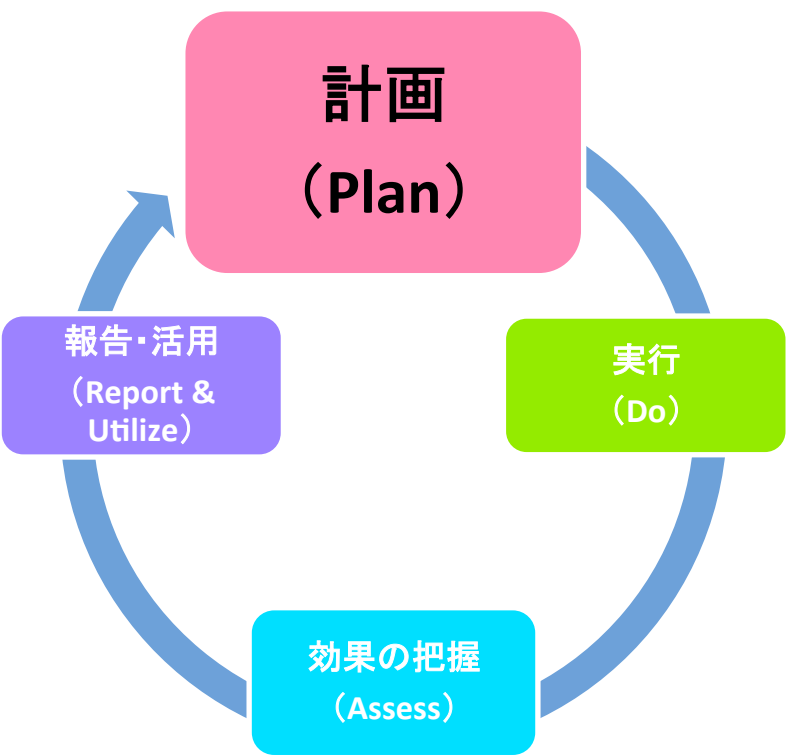 計画
（Plan）
実行
（Do）
効果の把握
（Assess）
報告・活用
（Report &
Utilize）